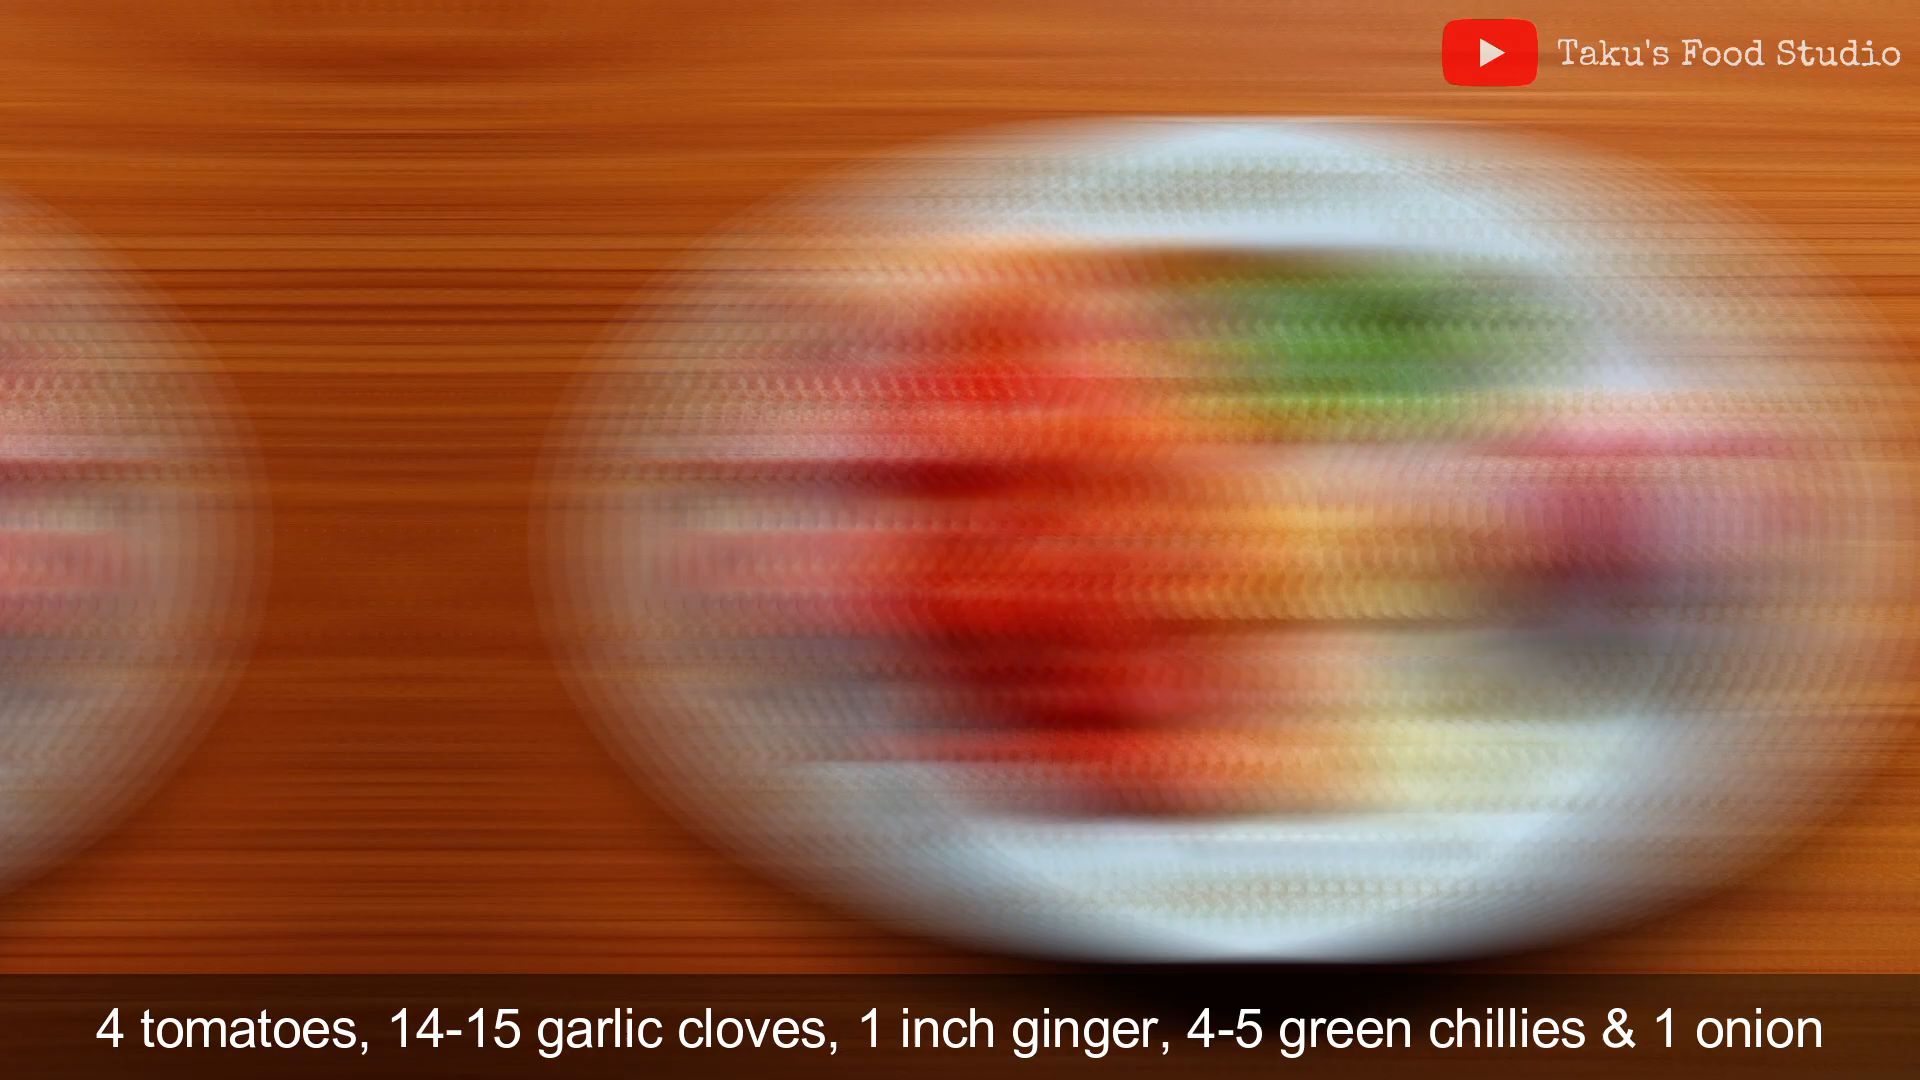 Taku's Food Studio
4 tomatoes, 14-15 garlic cloves, 1 inch ginger, 4-5 green chillies & 1 onion